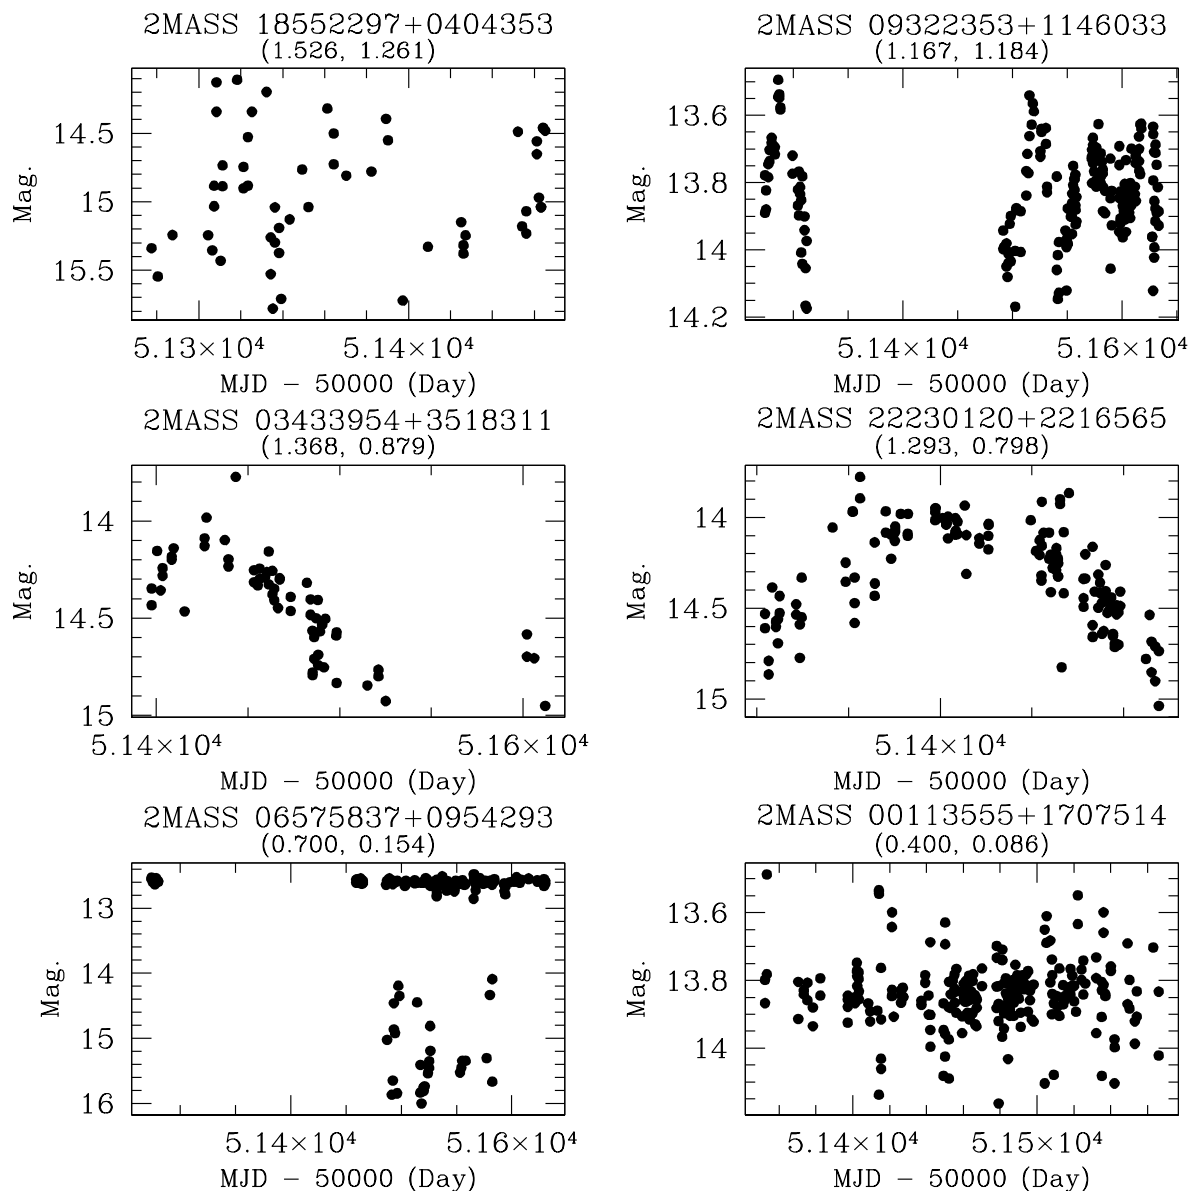 2MASS 18552297+0404353
(1.526, 1.261)
14.5
15
15.5
Mag.
5.13×10⁴
5.14×10⁴
MJD − 50000 (Day)
2MASS 09322353+1146033
(1.167, 1.184)
13.6
13.8
14
14.2
Mag.
5.14×10⁴
5.16×10⁴
MJD − 50000 (Day)
2MASS 03433954+3518311
(1.368, 0.879)
14
14.5
15
Mag.
5.14×10⁴
5.16×10⁴
MJD − 50000 (Day)
2MASS 22230120+2216565
(1.293, 0.798)
14
14.5
15
Mag.
5.14×10⁴
MJD − 50000 (Day)
2MASS 06575837+0954293
(0.700, 0.154)
13
14
15
16
Mag.
5.14×10⁴
5.16×10⁴
MJD − 50000 (Day)
2MASS 00113555+1707514
(0.400, 0.086)
13.6
13.8
14
Mag.
5.14×10⁴
5.15×10⁴
MJD − 50000 (Day)